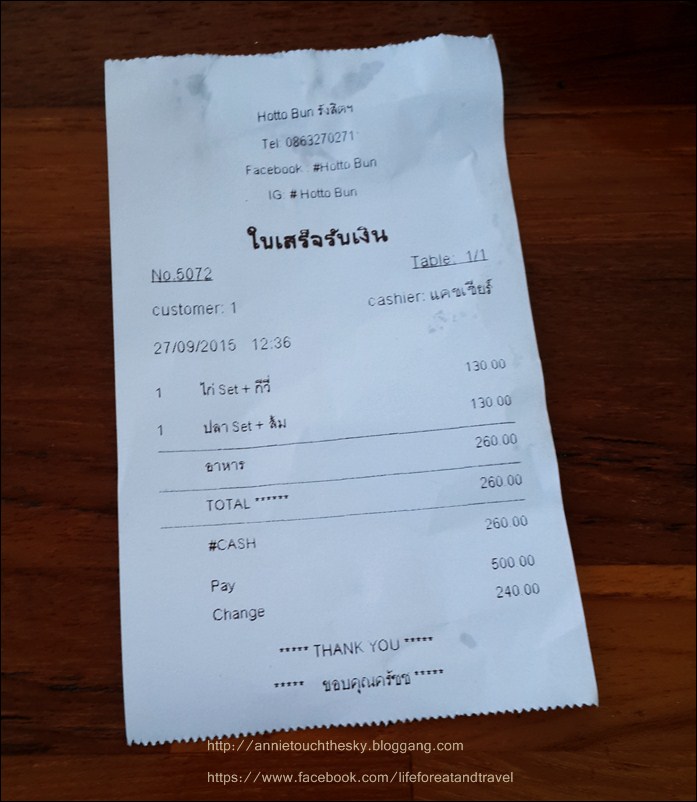 Hotto Bun รังสิตฯ
Tel: 0863270271
Facebook : #Hotto Bun
IG: # Hotto Bun
ใบเสร็จรับเงิน
No.5072 Table: 1/1
customer: 1 cashier: แคชเชียร์
27/09/2015 12:36
1 ไก่ Set + กีวี่ 130.00
1 ปลา Set + ส้ม 130.00
อาหาร 260.00
TOTAL ****** 260.00
#CASH 260.00
Pay 500.00
Change 240.00
***** THANK YOU *****
***** ขอบคุณครัชช *****
http://annietouchthesky.bloggang.com
https://www.facebook.com/lifeforeatandtravel